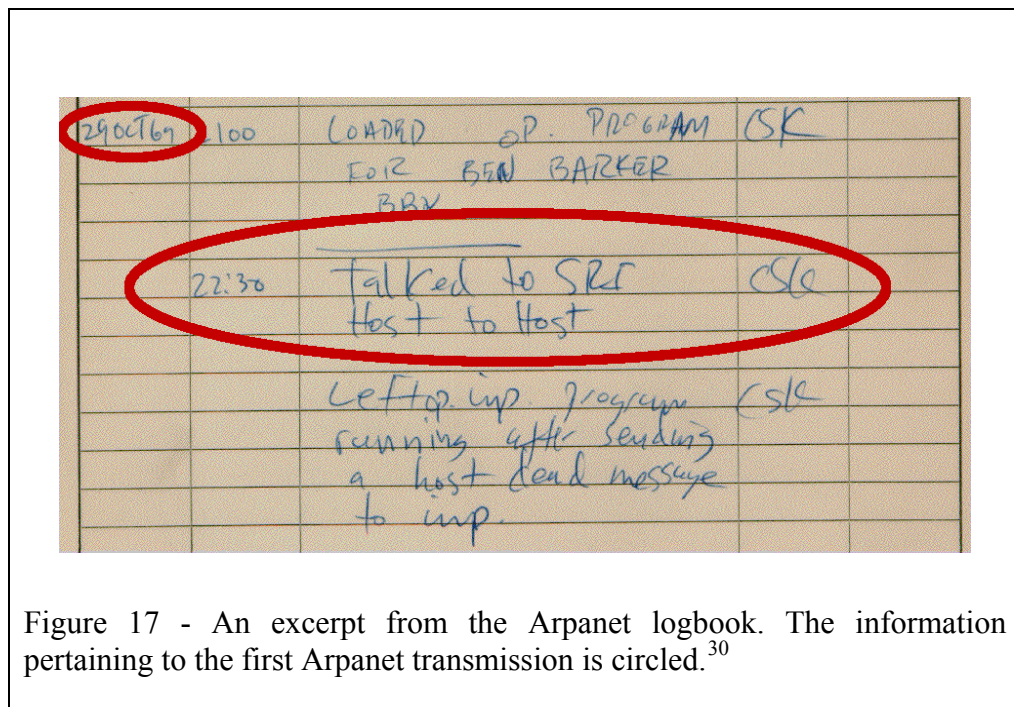 29OCT69 2100 LOADED OP. PROGRAM CSK
FOR BEN BARKER
BBN
22:30 Talked to SRI CSK
Host to Host
Left op. imp. program CSK
running after sending
a host dead message
to imp.
Figure 17 - An excerpt from the Arpanet logbook. The information
pertaining to the first Arpanet transmission is circled.30